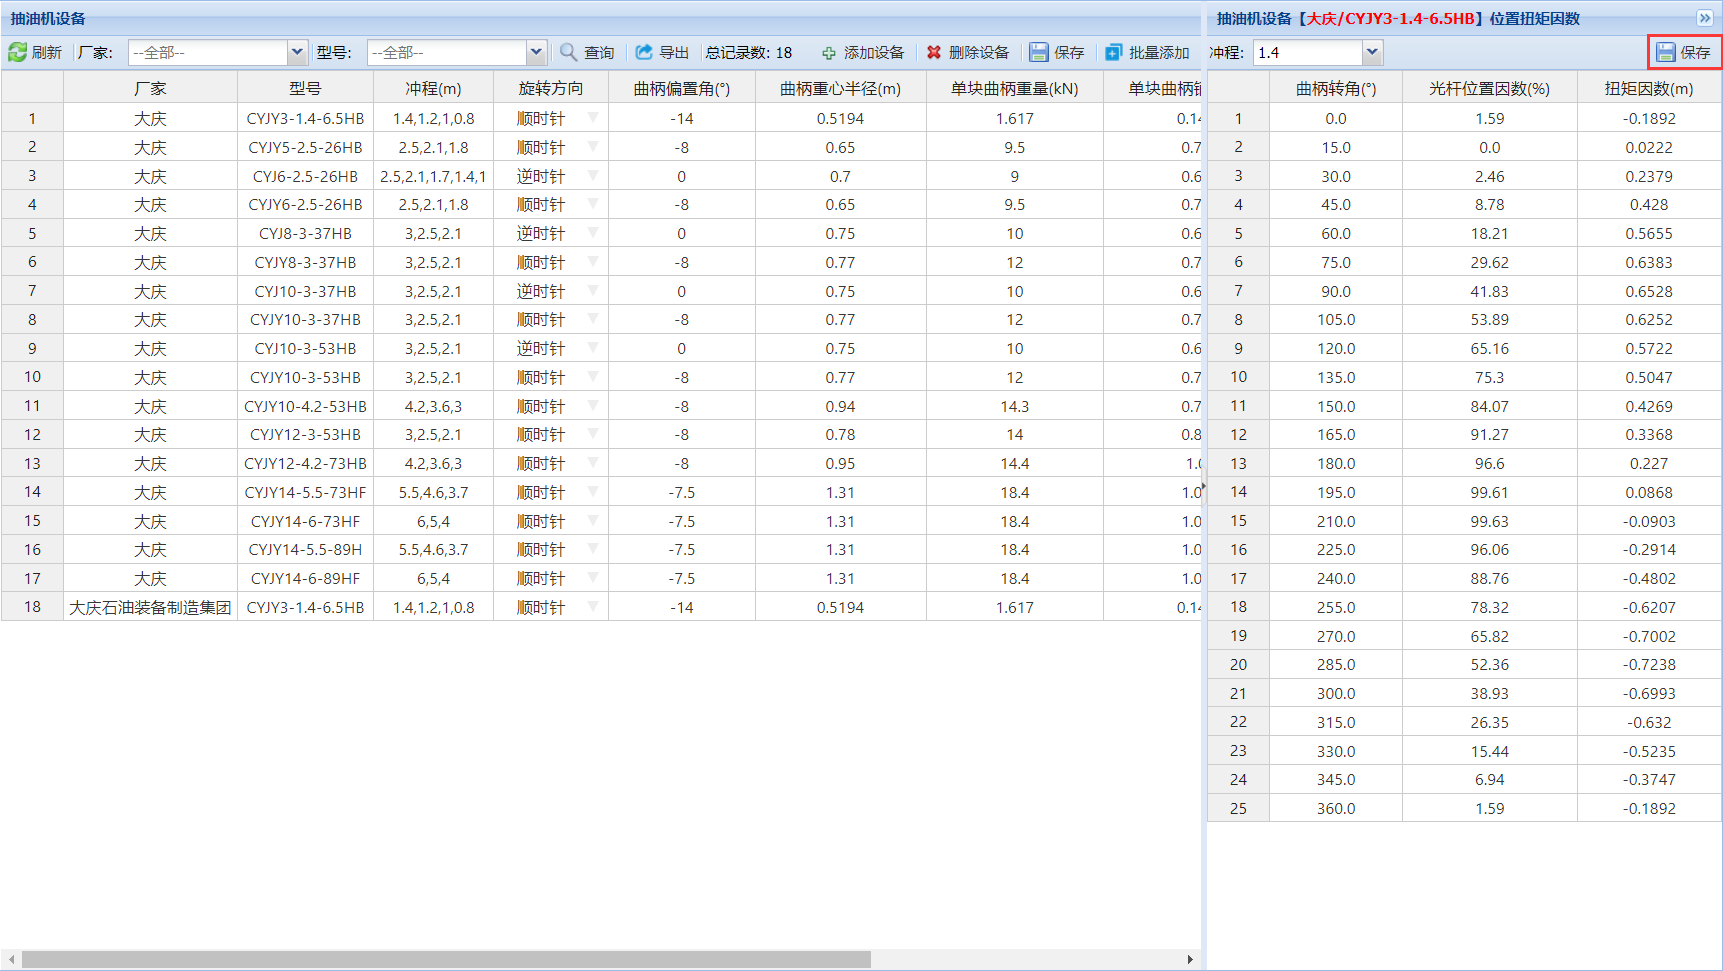 抽油机设备
刷新 厂家: --全部-- 型号: --全部-- 查询 导出 总记录数: 18 添加设备 删除设备 保存 批量添加
厂家 型号 冲程(m) 旋转方向 曲柄偏置角(°) 曲柄重心半径(m) 单块曲柄重量(kN) 单块曲柄
1 大庆 CYJY3-1.4-6.5HB 1.4,1.2,1,0.8 顺时针 -14 0.5194 1.617 0.14
2 大庆 CYJY5-2.5-26HB 2.5,2.1,1.8 顺时针 -8 0.65 9.5 0.7
3 大庆 CYJ6-2.5-26HB 2.5,2.1,1.7,1.4,1 逆时针 0 0.7 9 0.6
4 大庆 CYJY6-2.5-26HB 2.5,2.1,1.8 顺时针 -8 0.65 9.5 0.7
5 大庆 CYJ8-3-37HB 3,2.5,2.1 逆时针 0 0.75 10 0.6
6 大庆 CYJY8-3-37HB 3,2.5,2.1 顺时针 -8 0.77 12 0.7
7 大庆 CYJ10-3-37HB 3,2.5,2.1 逆时针 0 0.75 10 0.6
8 大庆 CYJY10-3-37HB 3,2.5,2.1 顺时针 -8 0.77 12 0.7
9 大庆 CYJ10-3-53HB 3,2.5,2.1 逆时针 0 0.75 10 0.6
10 大庆 CYJY10-3-53HB 3,2.5,2.1 顺时针 -8 0.77 12 0.7
11 大庆 CYJY10-4.2-53HB 4.2,3.6,3 顺时针 -8 0.94 14.3 0.7
12 大庆 CYJY12-3-53HB 3,2.5,2.1 顺时针 -8 0.78 14 0.8
13 大庆 CYJY12-4.2-73HB 4.2,3.6,3 顺时针 -8 0.95 14.4 1.0
14 大庆 CYJY14-5.5-73HF 5.5,4.6,3.7 顺时针 -7.5 1.31 18.4 1.0
15 大庆 CYJY14-6-73HF 6,5,4 顺时针 -7.5 1.31 18.4 1.0
16 大庆 CYJY14-5.5-89H 5.5,4.6,3.7 顺时针 -7.5 1.31 18.4 1.0
17 大庆 CYJY14-6-89HF 6,5,4 顺时针 -7.5 1.31 18.4 1.0
18 大庆石油装备制造集团 CYJY3-1.4-6.5HB 1.4,1.2,1,0.8 顺时针 -14 0.5194 1.617 0.14
抽油机设备【大庆/CYJY3-1.4-6.5HB】位置扭矩因数
冲程: 1.4 保存
曲柄转角(°) 光杆位置因数(%) 扭矩因数(m)
1 0.0 1.59 -0.1892
2 15.0 0.0 0.0222
3 30.0 2.46 0.2379
4 45.0 8.78 0.428
5 60.0 18.21 0.5655
6 75.0 29.62 0.6383
7 90.0 41.83 0.6528
8 105.0 53.89 0.6252
9 120.0 65.16 0.5722
10 135.0 75.3 0.5047
11 150.0 84.07 0.4269
12 165.0 91.27 0.3368
13 180.0 96.6 0.227
14 195.0 99.61 0.0868
15 210.0 99.63 -0.0903
16 225.0 96.06 -0.2914
17 240.0 88.76 -0.4802
18 255.0 78.32 -0.6207
19 270.0 65.82 -0.7002
20 285.0 52.36 -0.7238
21 300.0 38.93 -0.6993
22 315.0 26.35 -0.632
23 330.0 15.44 -0.5235
24 345.0 6.94 -0.3747
25 360.0 1.59 -0.1892